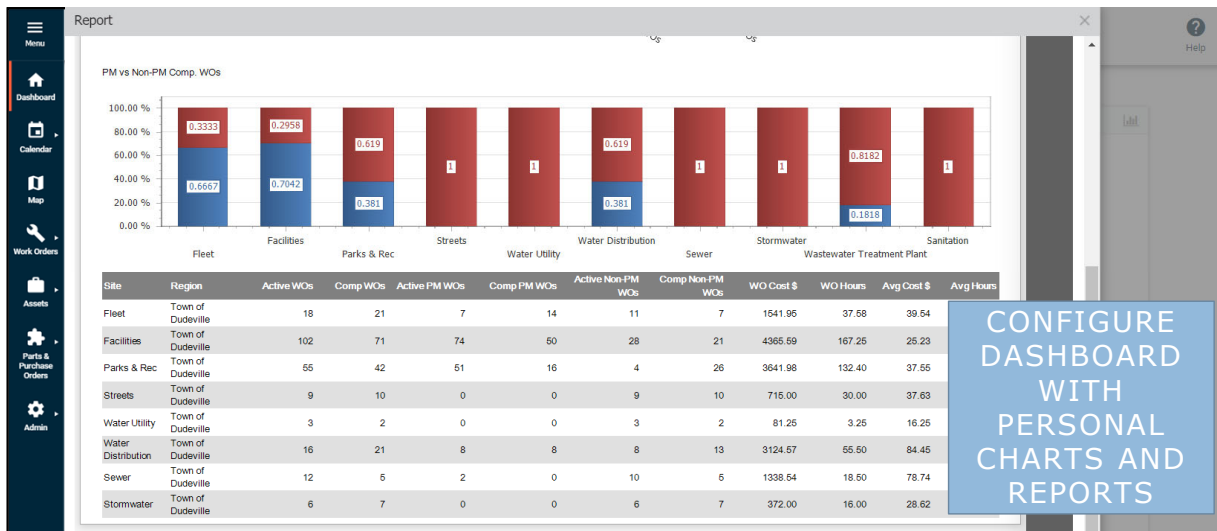 Report
×
Menu
Help
Dashboard
Calendar
Map
Work Orders
Assets
Parts &
Purchase
Orders
Admin
PM vs Non-PM Comp. WOs
100.00 %
80.00 %
60.00 %
40.00 %
20.00 %
0.00 %
0.3333
0.6667
0.2958
0.7042
0.619
0.381
1
1
0.619
0.381
1
1
0.8182
0.1818
1
Facilities Streets Water Distribution Stormwater Sanitation
Fleet Parks & Rec Water Utility Sewer Wastewater Treatment Plant
Site Region Active WOs Comp WOs Active PM WOs Comp PM WOs Active Non-PM WOs Comp Non-PM WOs WO Cost $ WO Hours Avg Cost $ Avg Hours
Fleet Town of Dudeville 18 21 7 14 11 7 1541.95 37.58 39.54
Facilities Town of Dudeville 102 71 74 50 28 21 4365.59 167.25 25.23
Parks & Rec Town of Dudeville 55 42 51 16 4 26 3641.98 132.40 37.55
Streets Town of Dudeville 9 10 0 0 9 10 715.00 30.00 37.63
Water Utility Town of Dudeville 3 2 0 0 3 2 81.25 3.25 16.25
Water Distribution Town of Dudeville 16 21 8 8 8 13 3124.57 55.50 84.45
Sewer Town of Dudeville 12 5 2 0 10 5 1338.54 18.50 78.74
Stormwater Town of Dudeville 6 7 0 0 6 7 372.00 16.00 28.62
CONFIGURE
DASHBOARD
WITH
PERSONAL
CHARTS AND
REPORTS